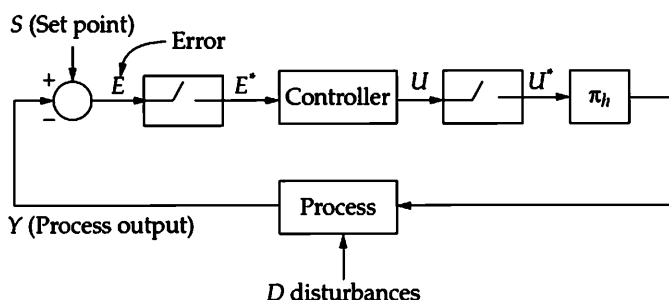 S (Set point)
Error
+
−
E
E*
Controller
U
U*
πh
Y (Process output)
Process
D disturbances